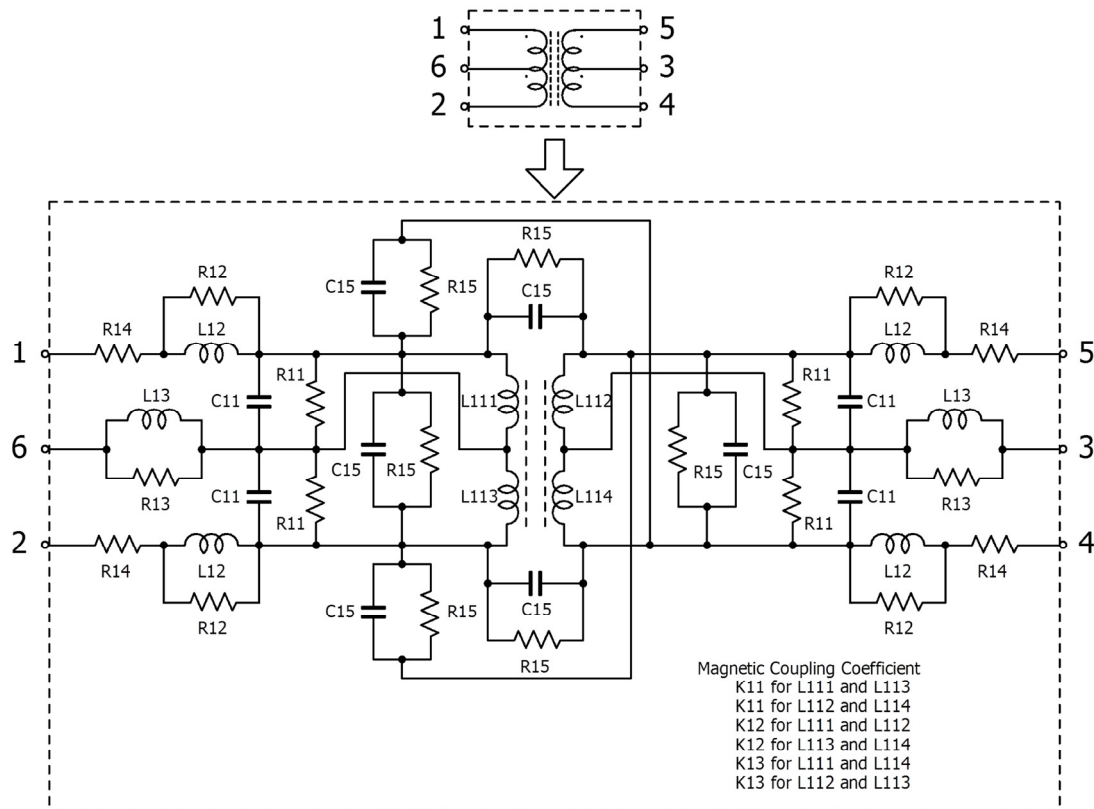 1 5
6 3
2 4
R15
R12 R12
C15 R15 C15
R14 L12 L12 R14
1 5
R11 R11
L13 C11 L111 L112 C11 L13
6 3
C15 R15 R15 C15
R13 C11 L113 L114 C11 R13
R11 R11
2 4
R14 L12 L12 R14
C15 R15 C15
R12 R12
R15
Magnetic Coupling Coefficient
K11 for L111 and L113
K11 for L112 and L114
K12 for L111 and L112
K12 for L113 and L114
K13 for L111 and L114
K13 for L112 and L113